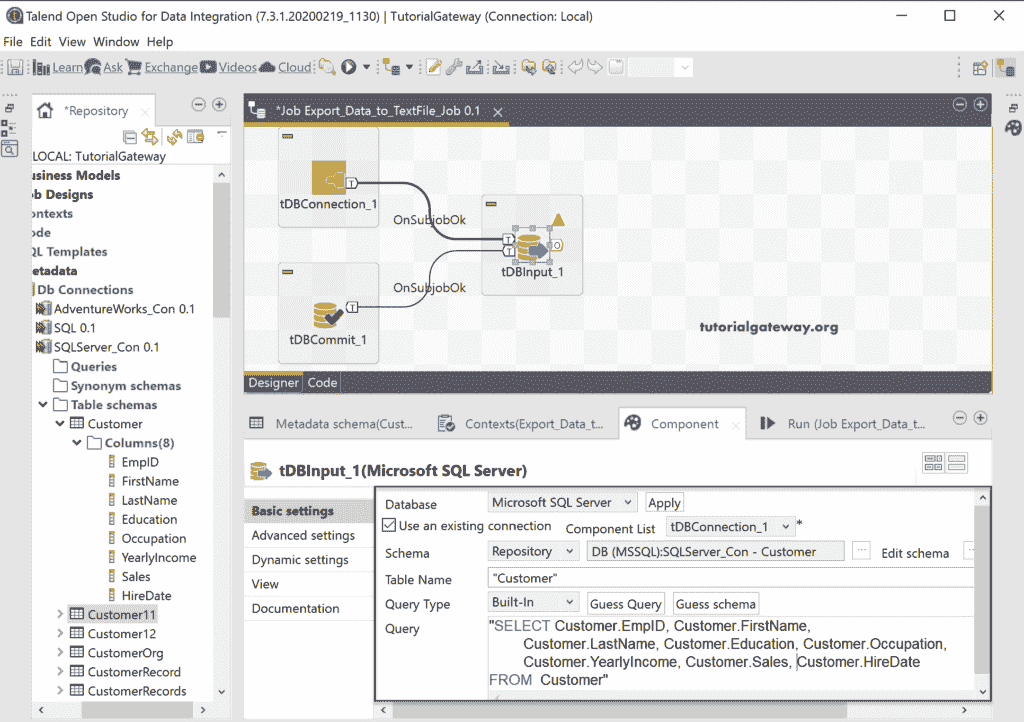 Talend Open Studio for Data Integration (7.3.1.20200219_1130) | TutorialGateway (Connection: Local)
File Edit View Window Help
Learn Ask Exchange Videos Cloud
*Repository
LOCAL: TutorialGateway
usiness Models
b Designs
ontexts
ode
QL Templates
etadata
Db Connections
AdventureWorks_Con 0.1
SQL 0.1
SQLServer_Con 0.1
Queries
Synonym schemas
Table schemas
Customer
Columns(8)
EmpID
FirstName
LastName
Education
Occupation
YearlyIncome
Sales
HireDate
Customer11
Customer12
CustomerOrg
CustomerRecord
CustomerRecords
*Job Export_Data_to_TextFile_Job 0.1
T
tDBConnection_1
OnSubjobOk
T
T
O
tDBInput_1
OnSubjobOk
T
tDBCommit_1
tutorialgateway.org
Designer Code
Metadata schema(Cust... Contexts(Export_Data_t... Component Run (Job Export_Data_t...
tDBInput_1(Microsoft SQL Server)
Basic settings
Advanced settings
Dynamic settings
View
Documentation
Database Microsoft SQL Server Apply
Use an existing connection Component List tDBConnection_1 *
Schema Repository DB (MSSQL):SQLServer_Con - Customer ... Edit schema ...
Table Name "Customer"
Query Type Built-In Guess Query Guess schema
Query "SELECT Customer.EmpID, Customer.FirstName,
Customer.LastName, Customer.Education, Customer.Occupation,
Customer.YearlyIncome, Customer.Sales, Customer.HireDate
FROM Customer"